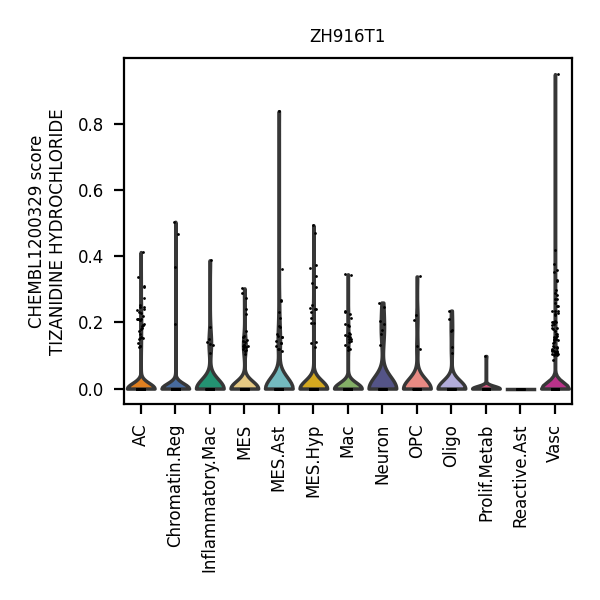 ZH916T1
CHEMBL1200329 score
TIZANIDINE HYDROCHLORIDE
0.8
0.6
0.4
0.2
0.0
AC
Chromatin.Reg
Inflammatory.Mac
MES
MES.Ast
MES.Hyp
Mac
Neuron
OPC
Oligo
Prolif.Metab
Reactive.Ast
Vasc